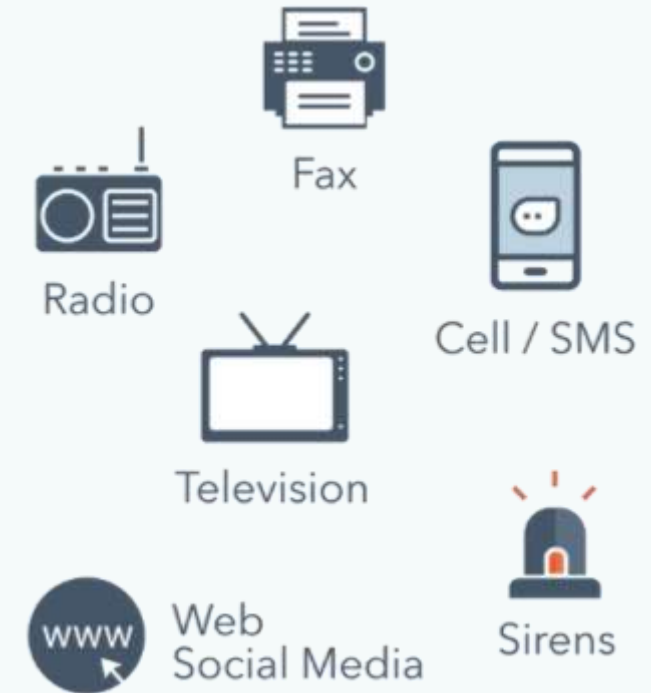 Fax
Radio
Cell / SMS
Television
www
Web
Social Media
Sirens